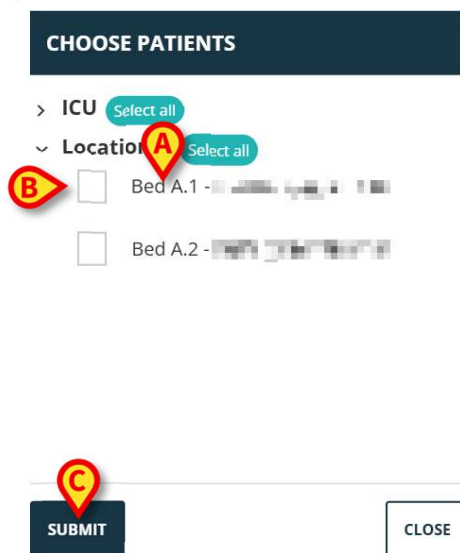 CHOOSE PATIENTS
> ICU Select all
Location A Select all
B Bed A.1 -
Bed A.2 -
C
SUBMIT CLOSE